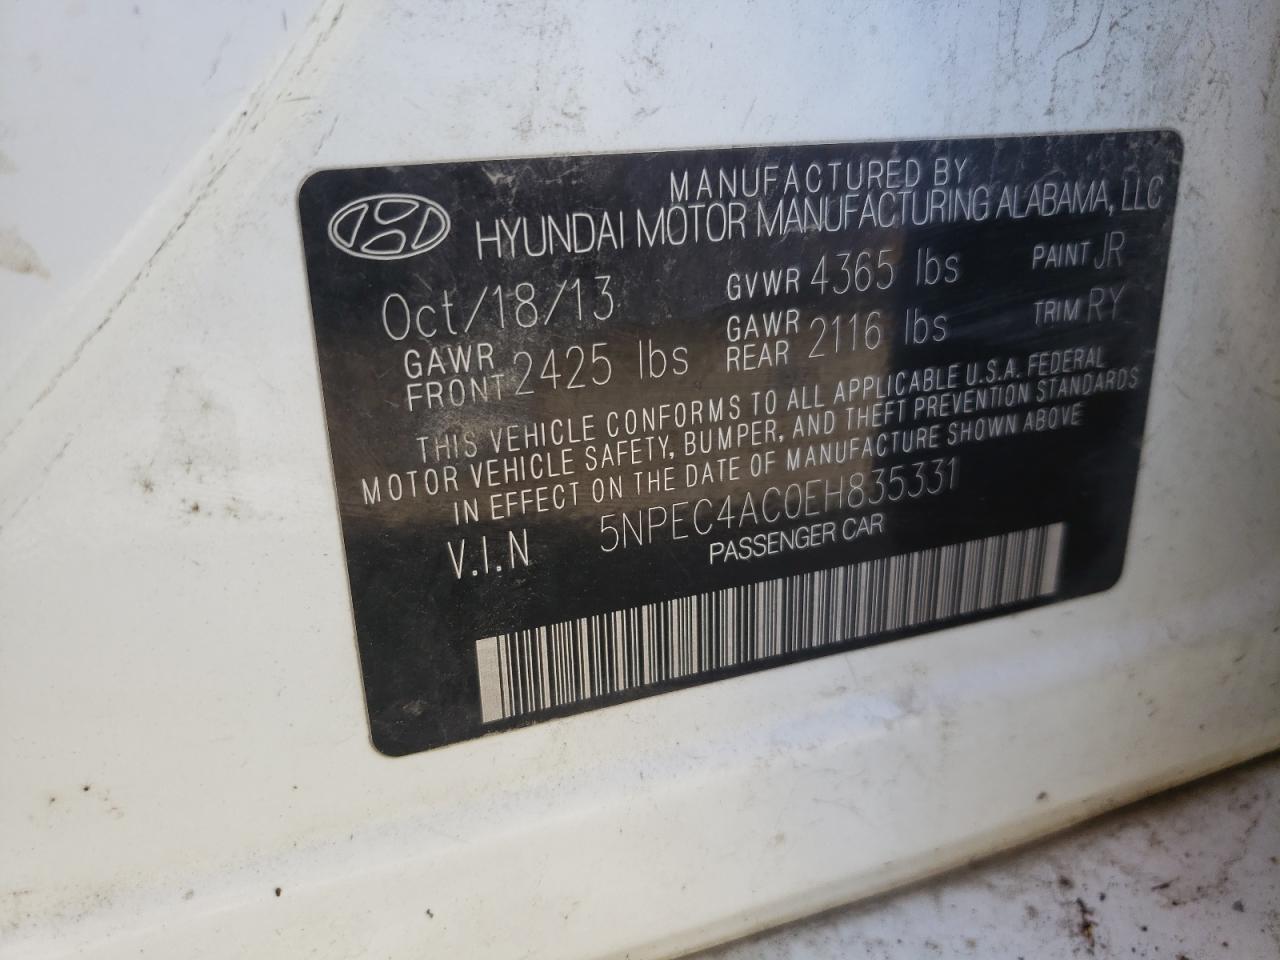 MANUFACTURED BY
HYUNDAI MOTOR MANUFACTURING ALABAMA, LLC
Oct/18/13 GVWR 4365 lbs PAINT JR
GAWR FRONT 2425 lbs GAWR REAR 2116 lbs TRIM RY
THIS VEHICLE CONFORMS TO ALL APPLICABLE U.S.A. FEDERAL
MOTOR VEHICLE SAFETY, BUMPER, AND THEFT PREVENTION STANDARDS
IN EFFECT ON THE DATE OF MANUFACTURE SHOWN ABOVE
V.I.N 5NPEC4AC0EH835331
PASSENGER CAR